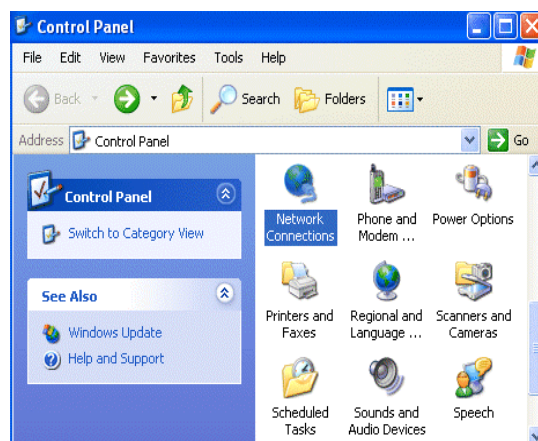 Control Panel
File Edit View Favorites Tools Help
Back Search Folders
Address Control Panel Go
Control Panel
Switch to Category View
See Also
Windows Update
Help and Support
Network Connections
Phone and Modem ...
Power Options
Printers and Faxes
Regional and Language ...
Scanners and Cameras
Scheduled Tasks
Sounds and Audio Devices
Speech